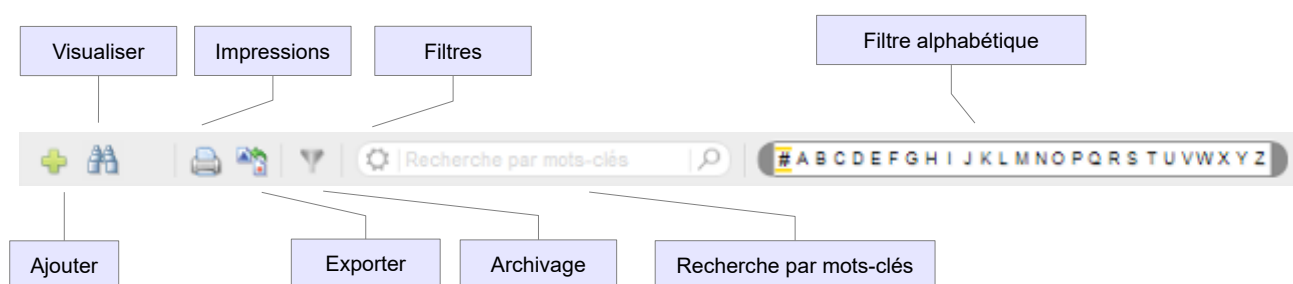 Visualiser
Impressions
Filtres
Filtre alphabétique
Recherche par mots-clés
# A B C D E F G H I J K L M N O P Q R S T U V W X Y Z
Ajouter
Exporter
Archivage
Recherche par mots-clés